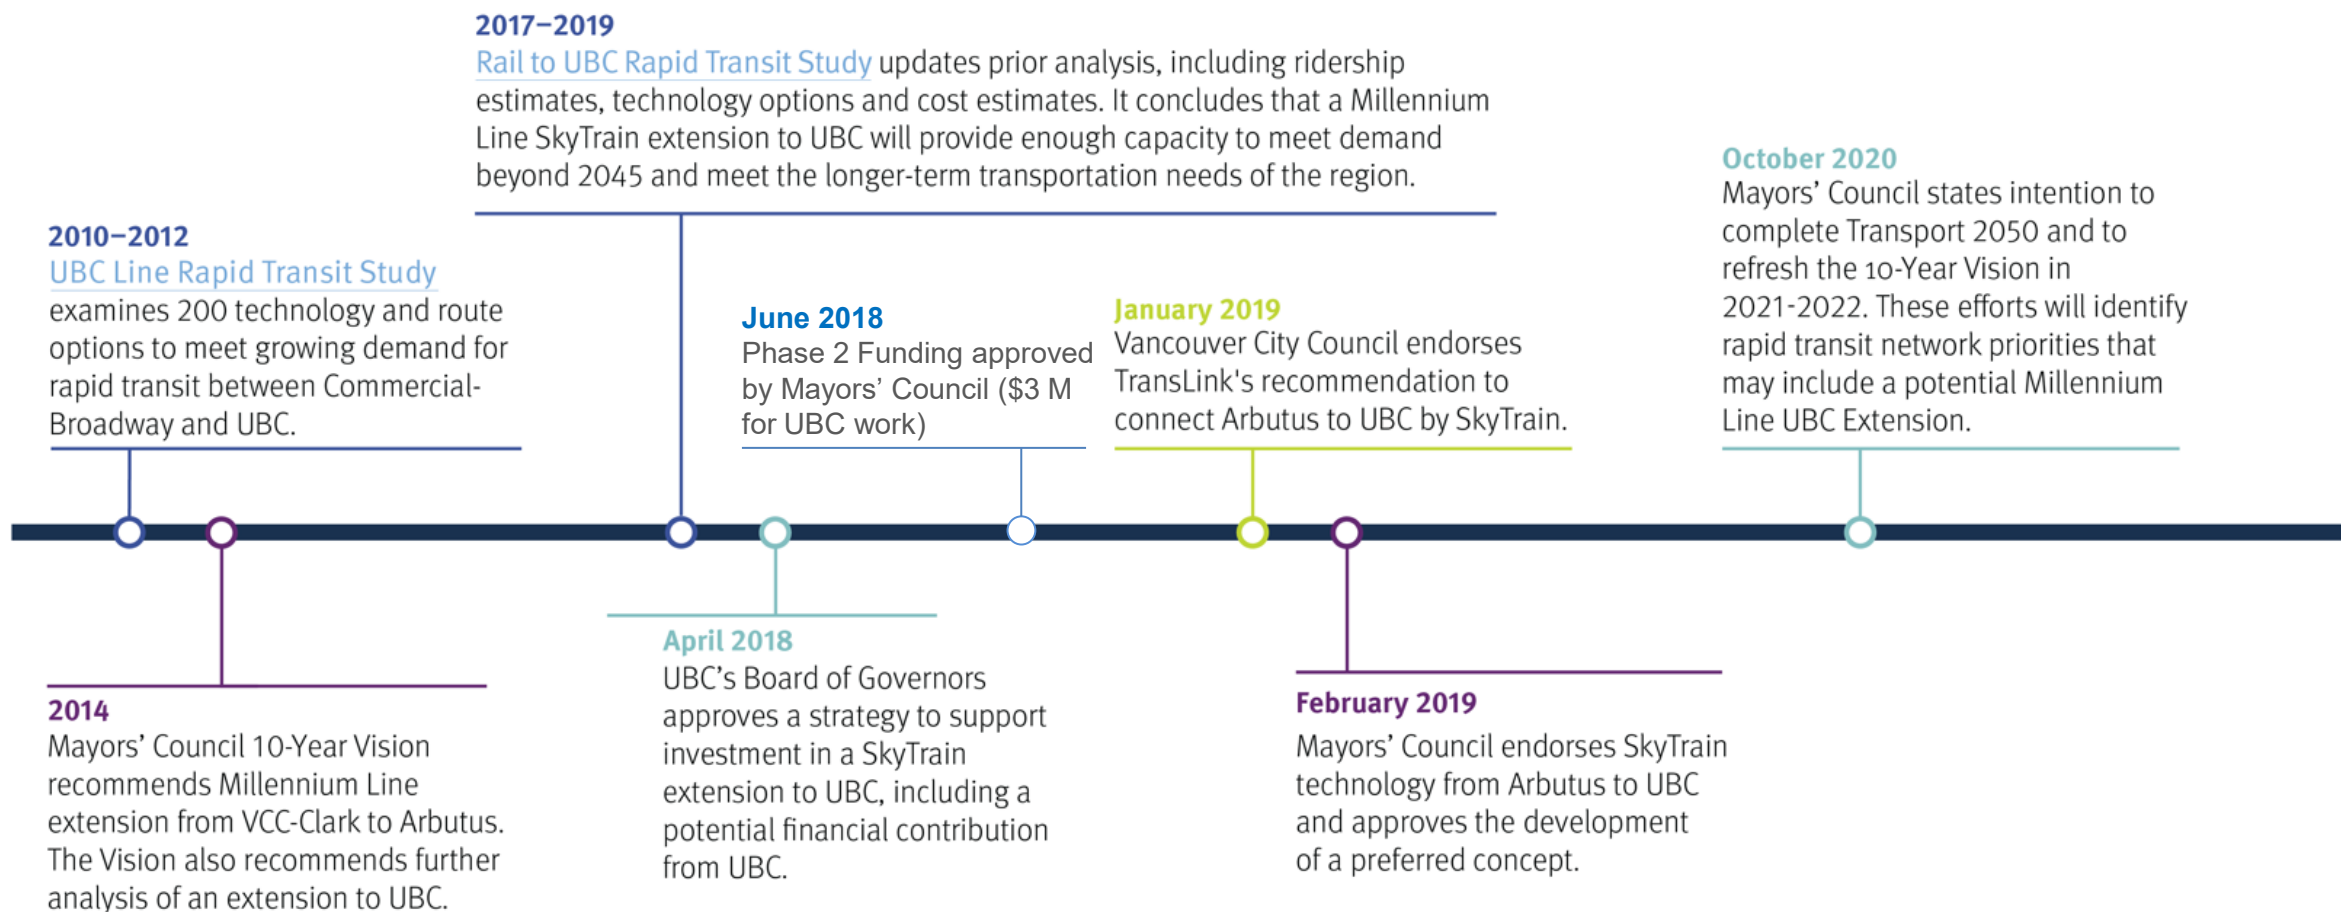 2010–2012
UBC Line Rapid Transit Study
examines 200 technology and route
options to meet growing demand for
rapid transit between Commercial-
Broadway and UBC.
2014
Mayors’ Council 10-Year Vision
recommends Millennium Line
extension from VCC-Clark to Arbutus.
The Vision also recommends further
analysis of an extension to UBC.
2017–2019
Rail to UBC Rapid Transit Study updates prior analysis, including ridership
estimates, technology options and cost estimates. It concludes that a Millennium
Line SkyTrain extension to UBC will provide enough capacity to meet demand
beyond 2045 and meet the longer-term transportation needs of the region.
April 2018
UBC’s Board of Governors
approves a strategy to support
investment in a SkyTrain
extension to UBC, including a
potential financial contribution
from UBC.
June 2018
Phase 2 Funding approved
by Mayors’ Council ($3 M
for UBC work)
January 2019
Vancouver City Council endorses
TransLink's recommendation to
connect Arbutus to UBC by SkyTrain.
February 2019
Mayors’ Council endorses SkyTrain
technology from Arbutus to UBC
and approves the development
of a preferred concept.
October 2020
Mayors’ Council states intention to
complete Transport 2050 and to
refresh the 10-Year Vision in
2021-2022. These efforts will identify
rapid transit network priorities that
may include a potential Millennium
Line UBC Extension.